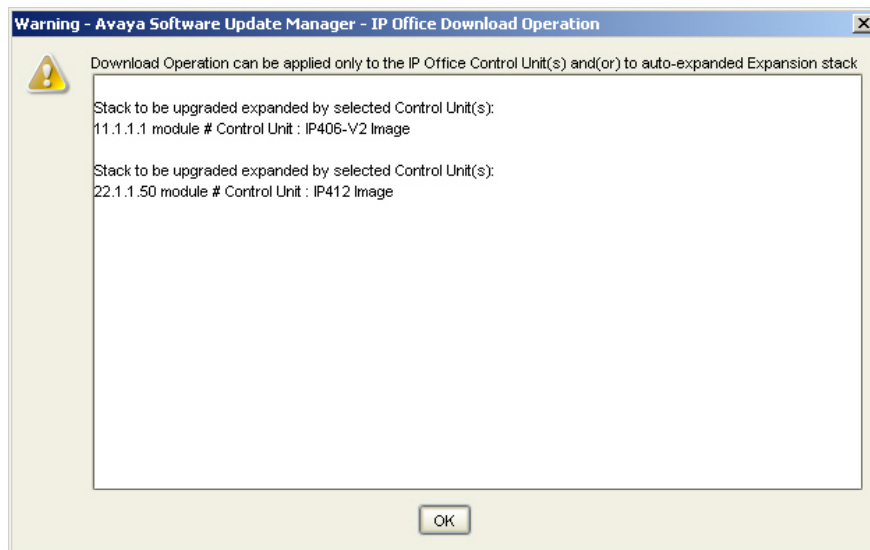 Warning - Avaya Software Update Manager - IP Office Download Operation
Download Operation can be applied only to the IP Office Control Unit(s) and(or) to auto-expanded Expansion stack
Stack to be upgraded expanded by selected Control Unit(s):
11.1.1.1 module # Control Unit : IP406-V2 Image
Stack to be upgraded expanded by selected Control Unit(s):
22.1.1.50 module # Control Unit : IP412 Image
OK